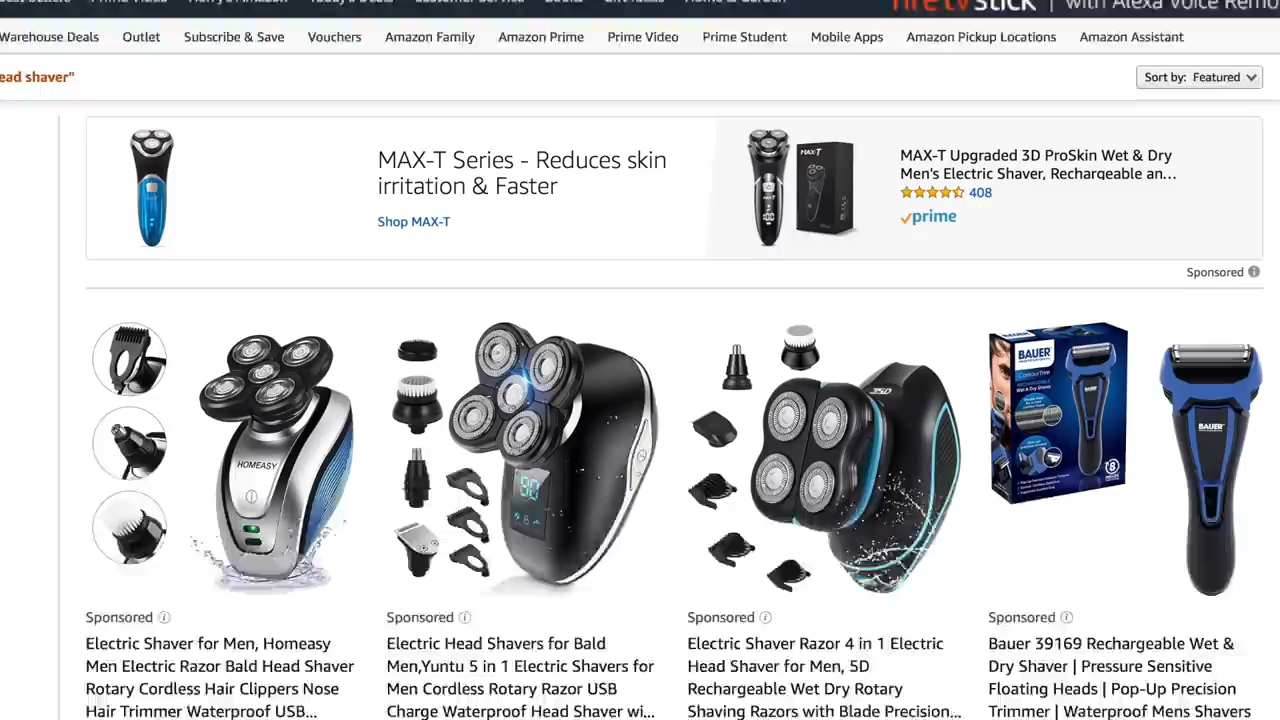 with Alexa Voice Remo
Warehouse Deals Outlet Subscribe & Save Vouchers Amazon Family Amazon Prime Prime Video Prime Student Mobile Apps Amazon Pickup Locations Amazon Assistant
ead shaver"
Sort by: Featured
MAX-T Series - Reduces skin
irritation & Faster
Shop MAX-T
MAX-T
MAX-T Upgraded 3D ProSkin Wet & Dry
Men's Electric Shaver, Rechargeable an...
408
prime
Sponsored
HOMEASY
90
BAUER
BAUER
Sponsored
Electric Shaver for Men, Homeasy
Men Electric Razor Bald Head Shaver
Rotary Cordless Hair Clippers Nose
Hair Trimmer Waterproof USB...
Sponsored
Electric Head Shavers for Bald
Men,Yuntu 5 in 1 Electric Shavers for
Men Cordless Rotary Razor USB
Charge Waterproof Head Shaver wi...
Sponsored
Electric Shaver Razor 4 in 1 Electric
Head Shaver for Men, 5D
Rechargeable Wet Dry Rotary
Shaving Razors with Blade Precision...
Sponsored
Bauer 39169 Rechargeable Wet &
Dry Shaver | Pressure Sensitive
Floating Heads | Pop-Up Precision
Trimmer | Waterproof Mens Shavers